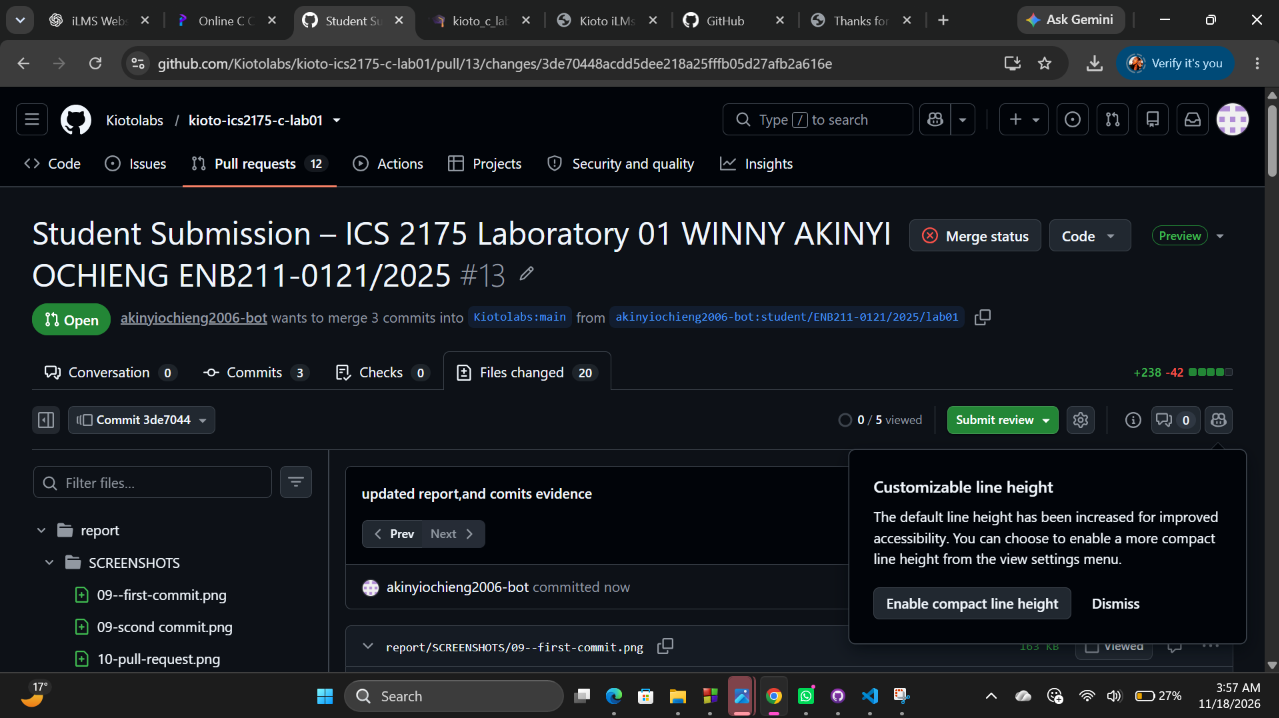 iLMS Webs
Online C C
Student Su
kioto_c_lab
Kioto iLMs
GitHub
Thanks for
Ask Gemini
github.com/Kiotolabs/kioto-ics2175-c-lab01/pull/13/changes/3de70448acdd5dee218a25fffb05d27afb2a616e
Verify it's you
Kiotolabs / kioto-ics2175-c-lab01
Type / to search
Code
Issues
Pull requests 12
Actions
Projects
Security and quality
Insights
Student Submission – ICS 2175 Laboratory 01 WINNY AKINYI
OCHIENG ENB211-0121/2025 #13
Merge status
Code
Preview
Open
akinyiochieng2006-bot wants to merge 3 commits into Kiotolabs:main from akinyiochieng2006-bot:student/ENB211-0121/2025/lab01
Conversation 0
Commits 3
Checks 0
Files changed 20
+238 -42
Commit 3de7044
0 / 5 viewed
Submit review
0
Filter files...
report
SCREENSHOTS
09--first-commit.png
09-scond commit.png
10-pull-request.png
updated report,and comits evidence
Prev
Next
akinyiochieng2006-bot committed now
report/SCREENSHOTS/09--first-commit.png
163 KB
Viewed
Customizable line height
The default line height has been increased for improved
accessibility. You can choose to enable a more compact
line height from the view settings menu.
Enable compact line height
Dismiss
17°
Search
27%
3:57 AM
11/18/2026